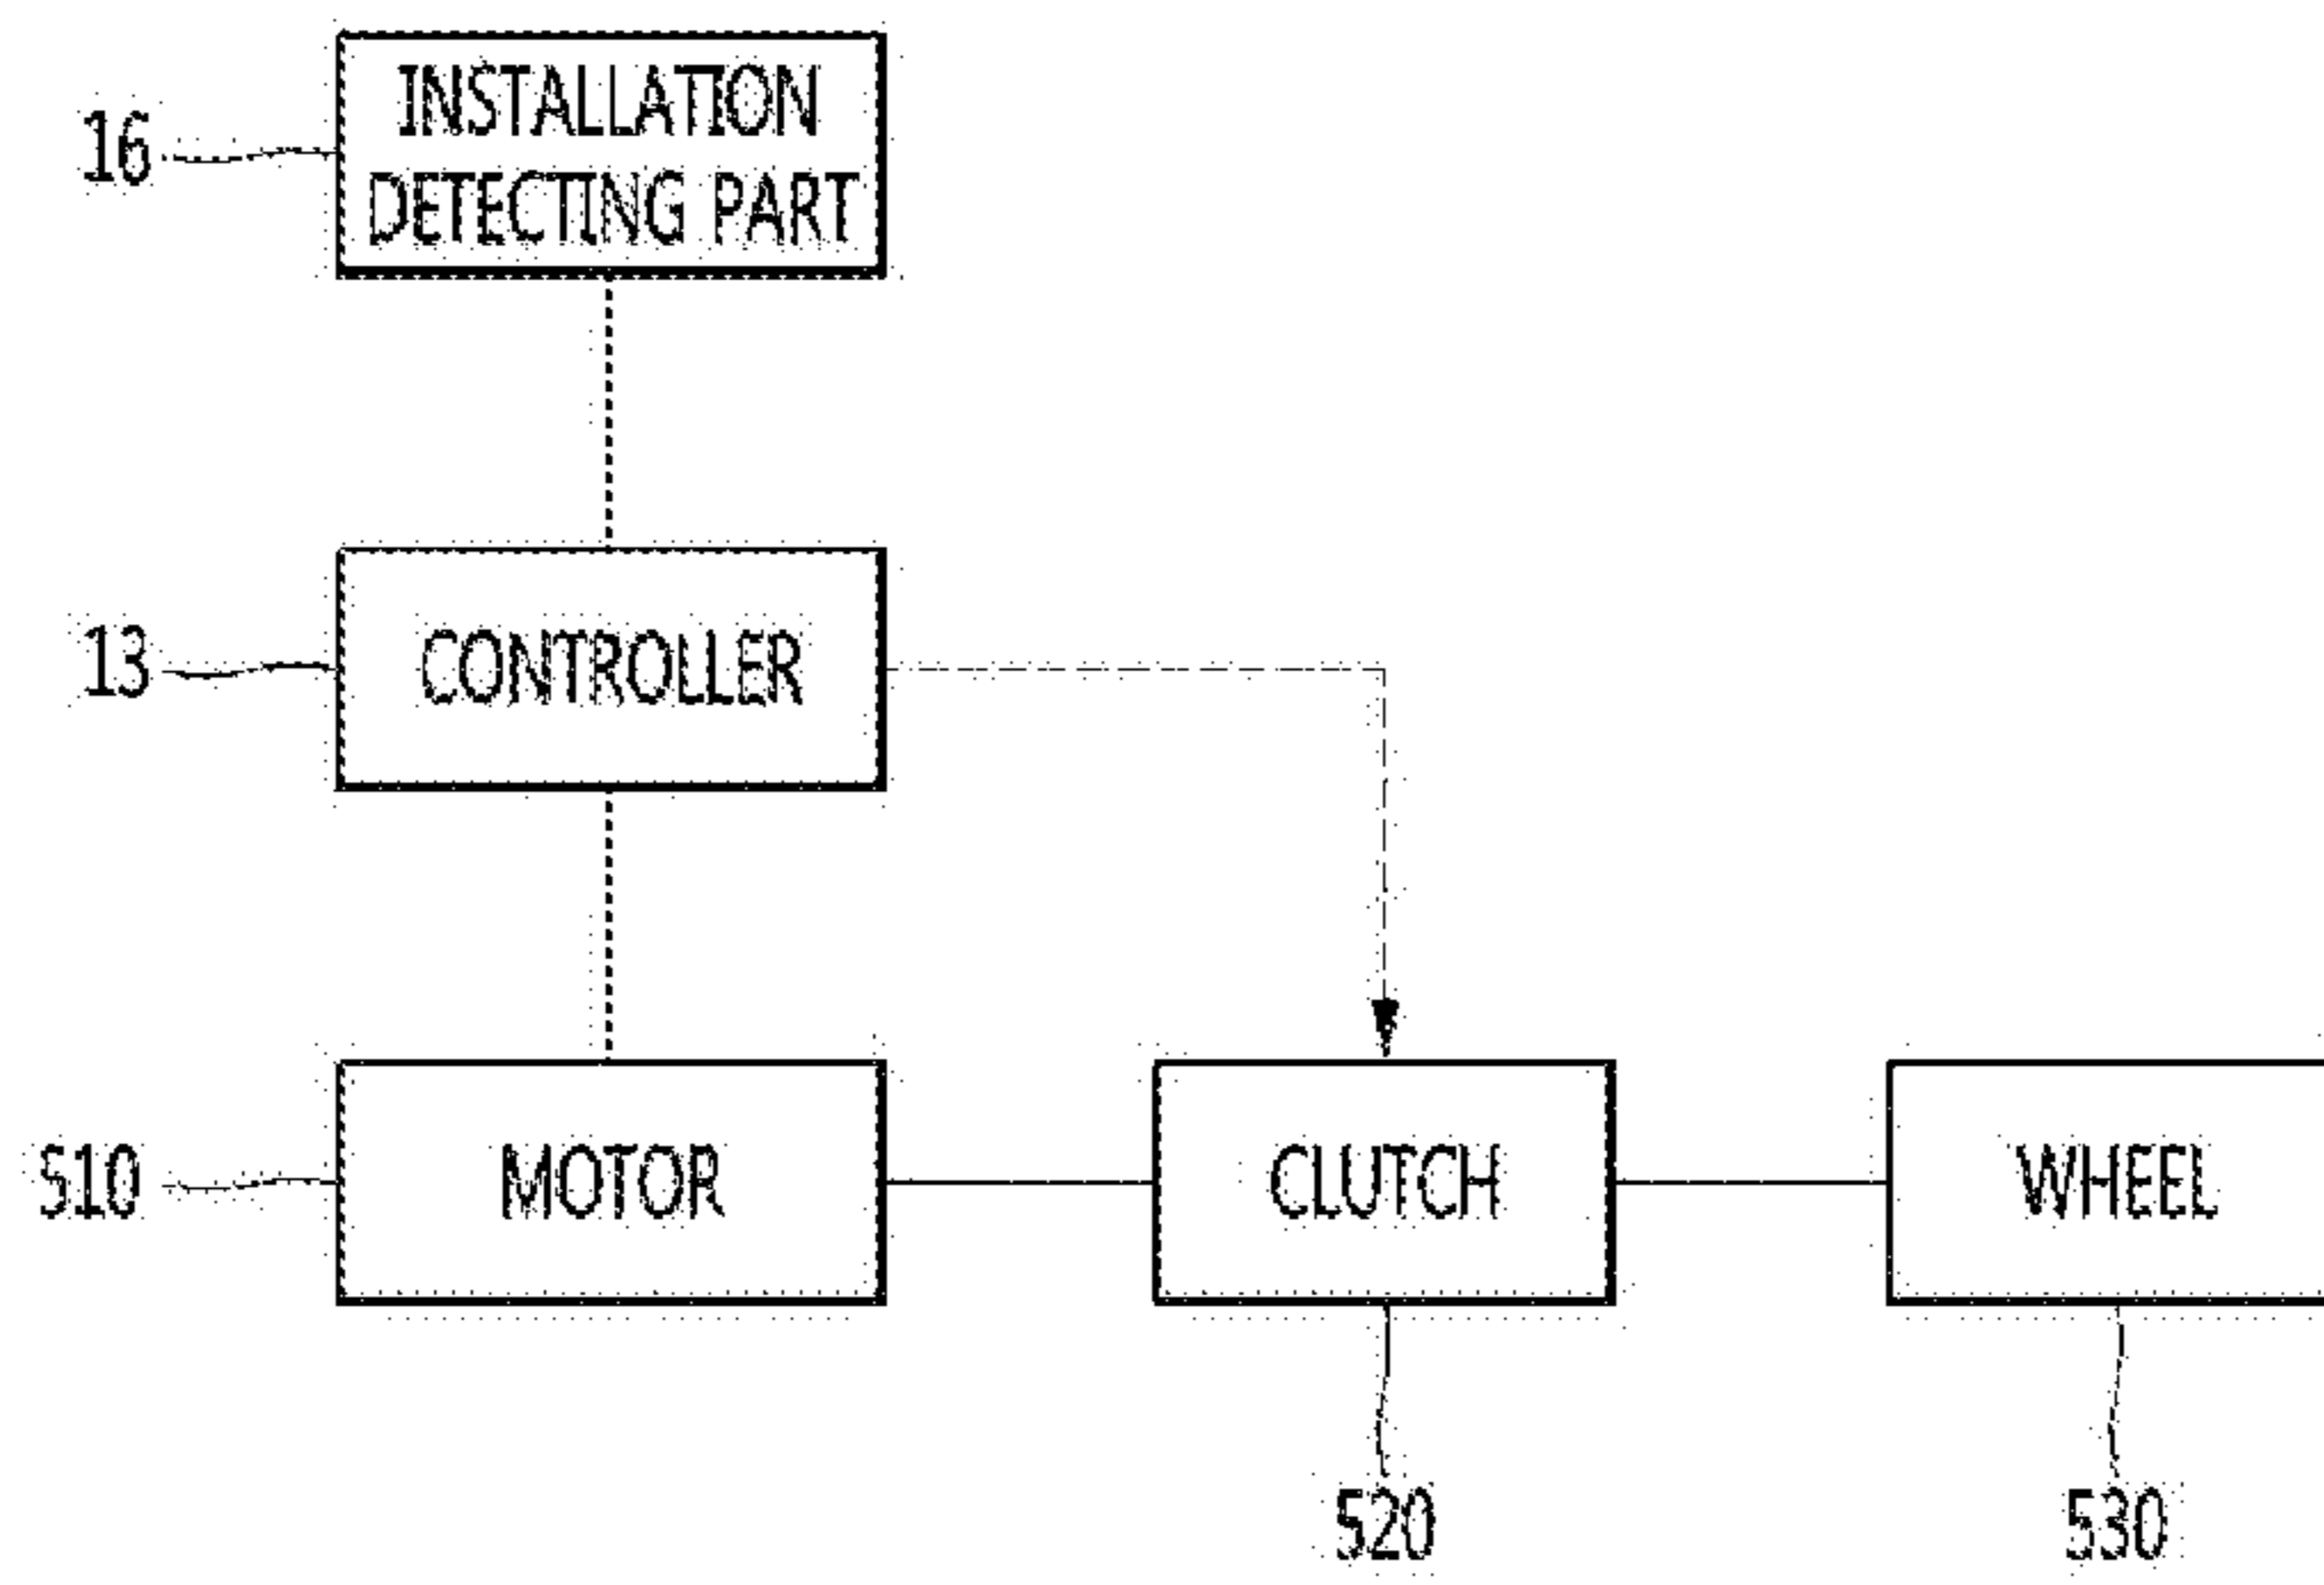 INSTALLATION
DETECTING PART
16
CONTROLLER
13
510
MOTOR
CLUTCH
WHEEL
520
530